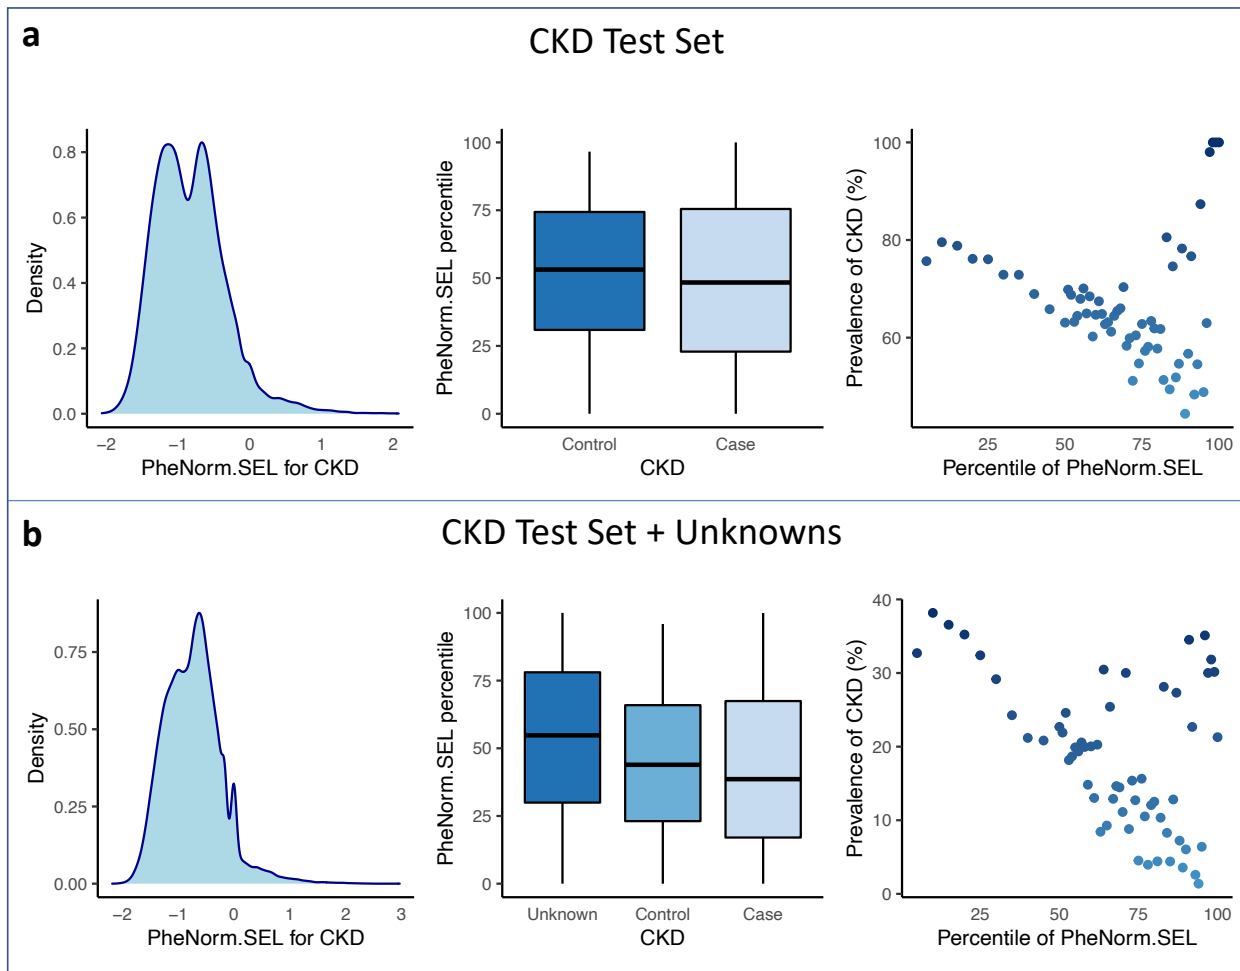 a
CKD Test Set
Density
0.8
0.6
0.4
0.2
0.0
−2 −1 0 1 2
PheNorm.SEL for CKD
PheNorm.SEL percentile
100
75
50
25
0
Control Case
CKD
Prevalence of CKD (%)
100
80
60
25 50 75 100
Percentile of PheNorm.SEL
b
CKD Test Set + Unknowns
Density
0.75
0.50
0.25
0.00
−2 −1 0 1 2 3
PheNorm.SEL for CKD
PheNorm.SEL percentile
100
75
50
25
0
Unknown Control Case
CKD
Prevalence of CKD (%)
40
30
20
10
0
25 50 75 100
Percentile of PheNorm.SEL